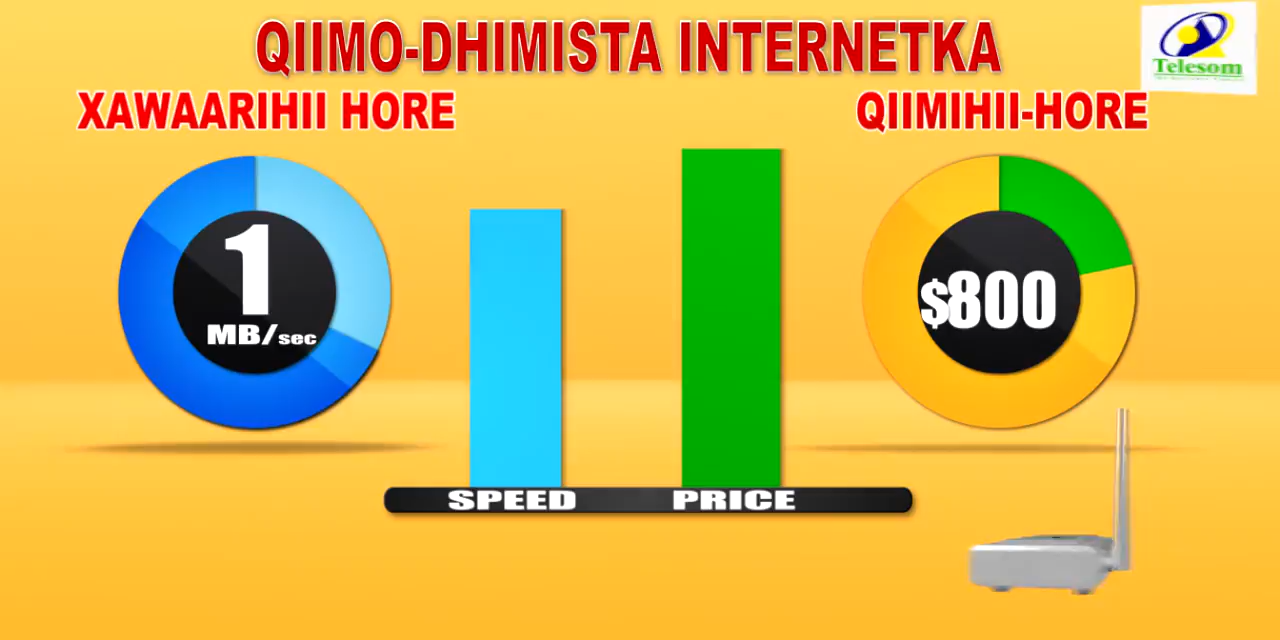 QIIMO-DHIMISTA INTERNETKA
Telesom
XAWAARIHII HORE
QIIMIHII-HORE
1
MB/sec
$800
SPEED
PRICE